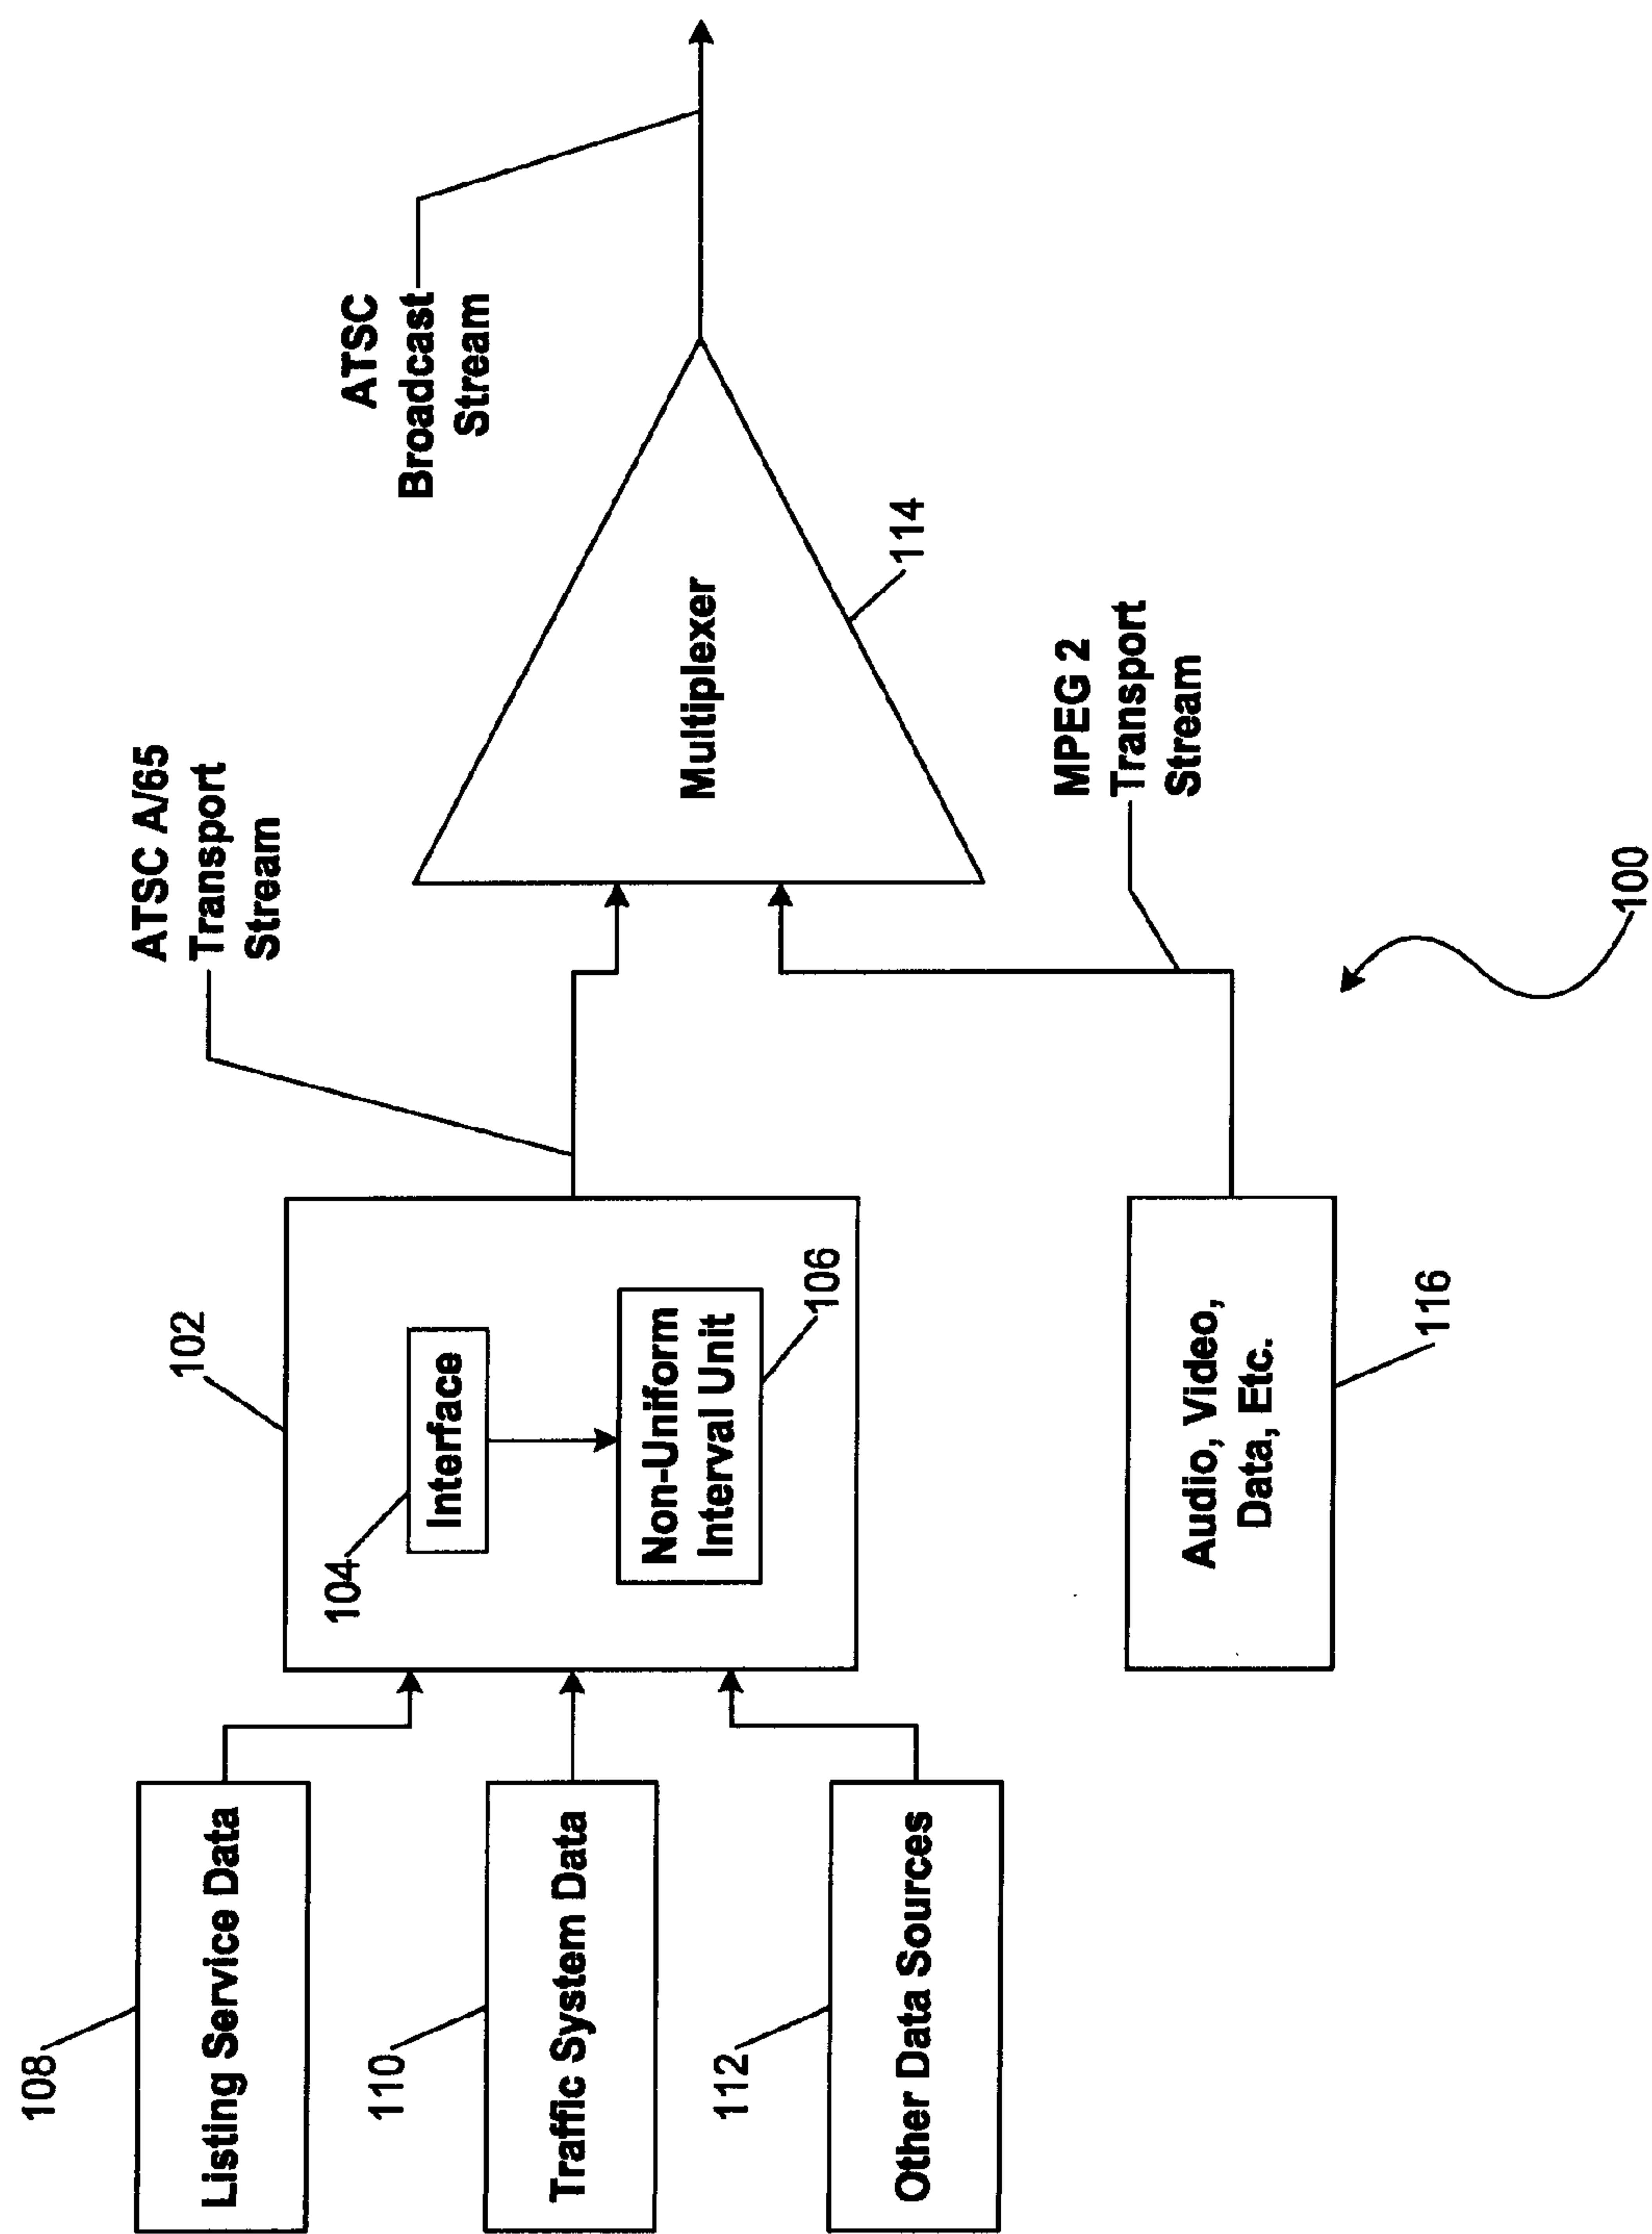 108
Listing Service Data
110
Traffic System Data
112
Other Data Sources
102
104
Interface
Non-Uniform
Interval Unit
106
ATSC A/65
Transport
Stream
Audio, Video,
Data, Etc.
116
MPEG 2
Transport
Stream
Multiplexer
114
ATSC
Broadcast
Stream
100